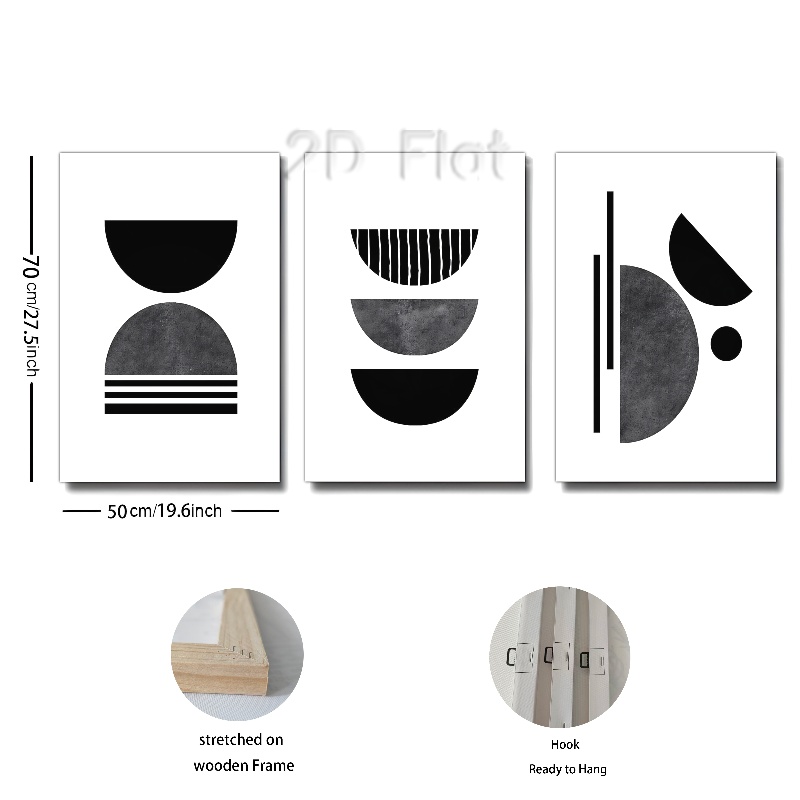 2D Flat
70 cm/27.5inch
50cm/19.6inch
stretched on
wooden Frame
Hook
Ready to Hang